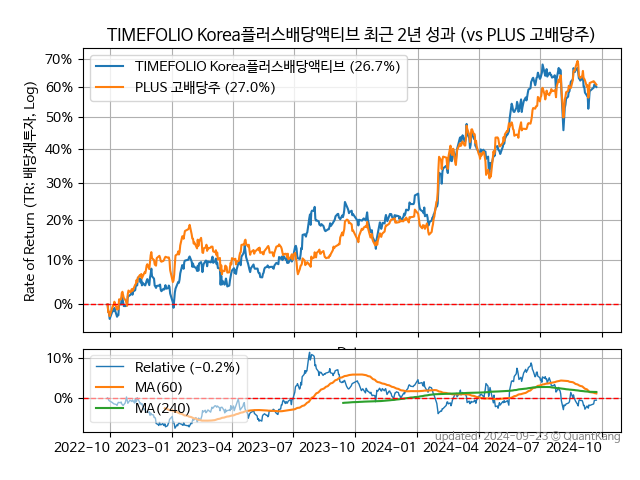 TIMEFOLIO Korea플러스배당액티브 최근 2년 성과 (vs PLUS 고배당주)
Rate of Return (TR: 배당재투자, Log)
70%
60%
50%
40%
30%
20%
10%
0%
TIMEFOLIO Korea플러스배당액티브 (26.7%)
PLUS 고배당주 (27.0%)
10%
0%
Relative (−0.2%)
MA(60)
MA(240)
updated: 2024-09-23 © QuantKang
2022−10 2023−01 2023−04 2023−07 2023−10 2024−01 2024−04 2024−07 2024−10